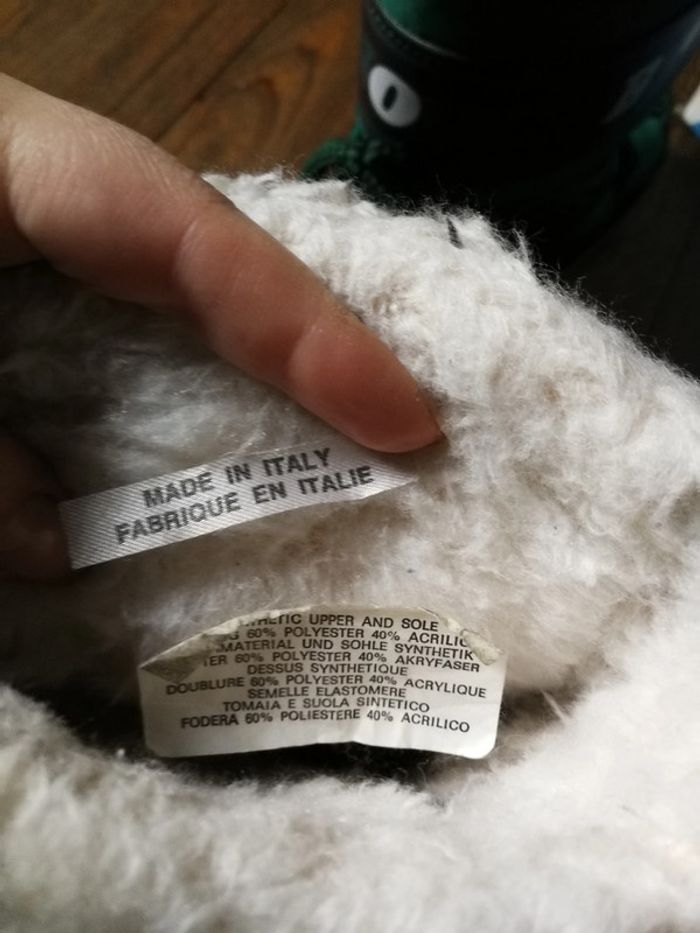 MADE IN ITALY
FABRIQUE EN ITALIE
UPPER AND SOLE
60% POLYESTER 40%
MATERIAL UND SOHLE SYNTHETIK
60% POLYESTER 40% AKRYFASER
DESSUS SYNTHETIQUE
DOUBLURE 60% POLYESTER 40% ACRYLIQUE
SEMELLE ELASTOMERE
TOMAIA E SUOLA SINTETICO
FODERA 60% POLIESTERE 40% ACRILICO